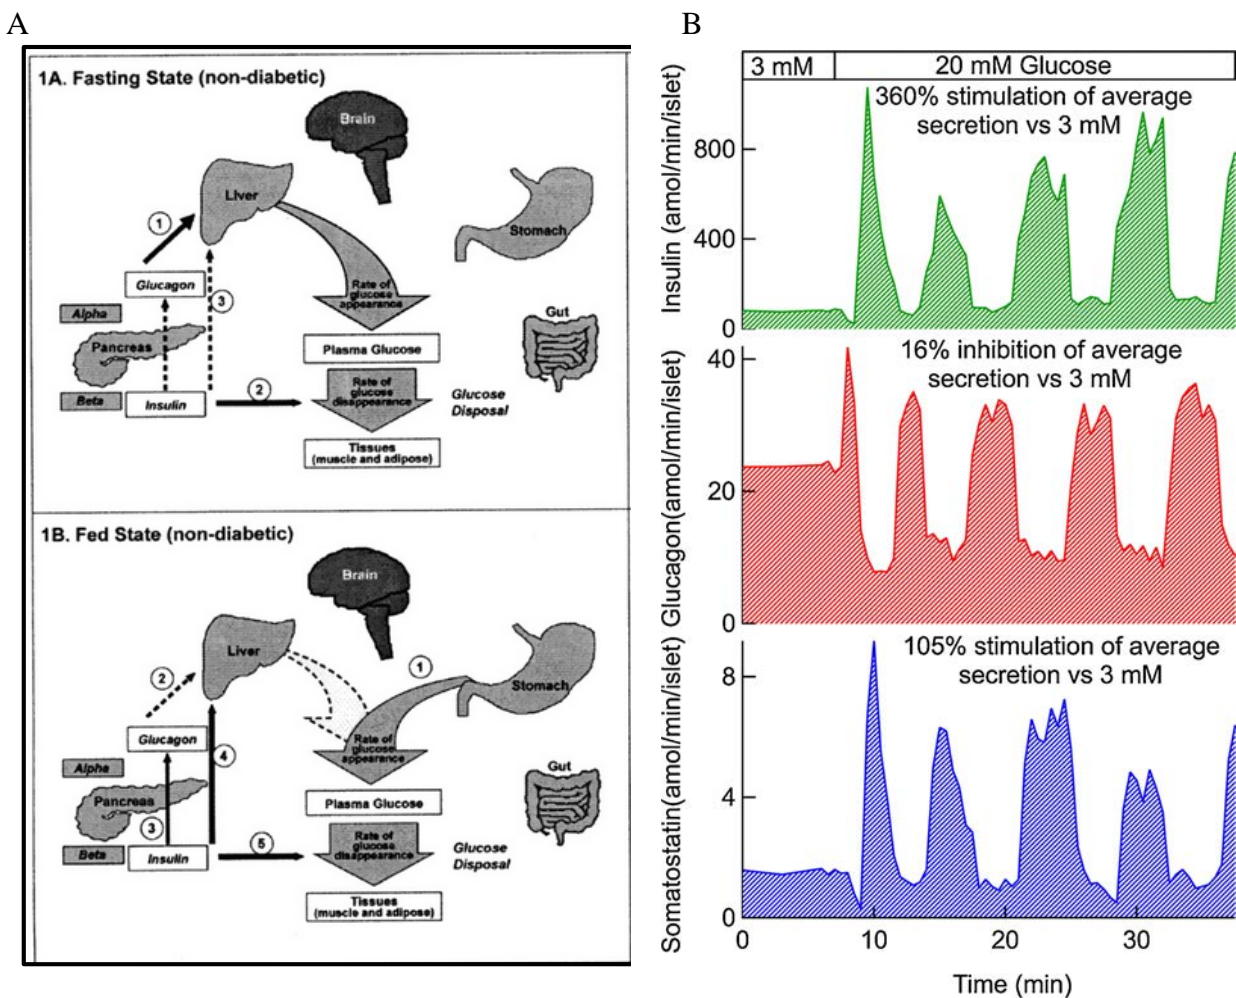 A
1A. Fasting State (non-diabetic)
Brain
Liver
1
Stomach
Glucagon
3
Rate of
glucose
appearance
Alpha
Gut
Pancreas
Plasma Glucose
Beta
Insulin
2
Rate of
glucose
disappearance
Glucose
Disposal
Tissues
(muscle and adipose)
1B. Fed State (non-diabetic)
Brain
Liver
1
2
Stomach
Glucagon
4
Rate of
glucose
appearance
Alpha
Gut
Pancreas
Plasma Glucose
3
Beta
Insulin
5
Rate of
glucose
disappearance
Glucose
Disposal
Tissues
(muscle and adipose)
B
3 mM
20 mM Glucose
360% stimulation of average
secretion vs 3 mM
Insulin (amol/min/islet)
800
400
0
16% inhibition of average
secretion vs 3 mM
Glucagon(amol/min/islet)
40
20
0
105% stimulation of average
secretion vs 3 mM
Somatostatin(amol/min/islet)
8
4
0
0 10 20 30
Time (min)